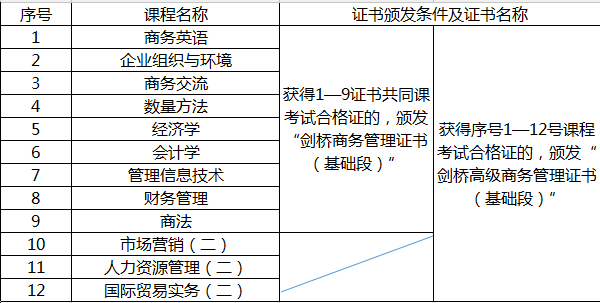 序号 课程名称 证书颁发条件及证书名称
1 商务英语
2 企业组织与环境
3 商务交流
4 数量方法
5 经济学
6 会计学
7 管理信息技术
8 财务管理
9 商法
获得1—9证书共同课
考试合格证的，颁发
“剑桥商务管理证书
（基础段）”
获得序号1—12号课程
考试合格证的，颁发“
剑桥高级商务管理证书
（基础段）”
10 市场营销（二）
11 人力资源管理（二）
12 国际贸易实务（二）